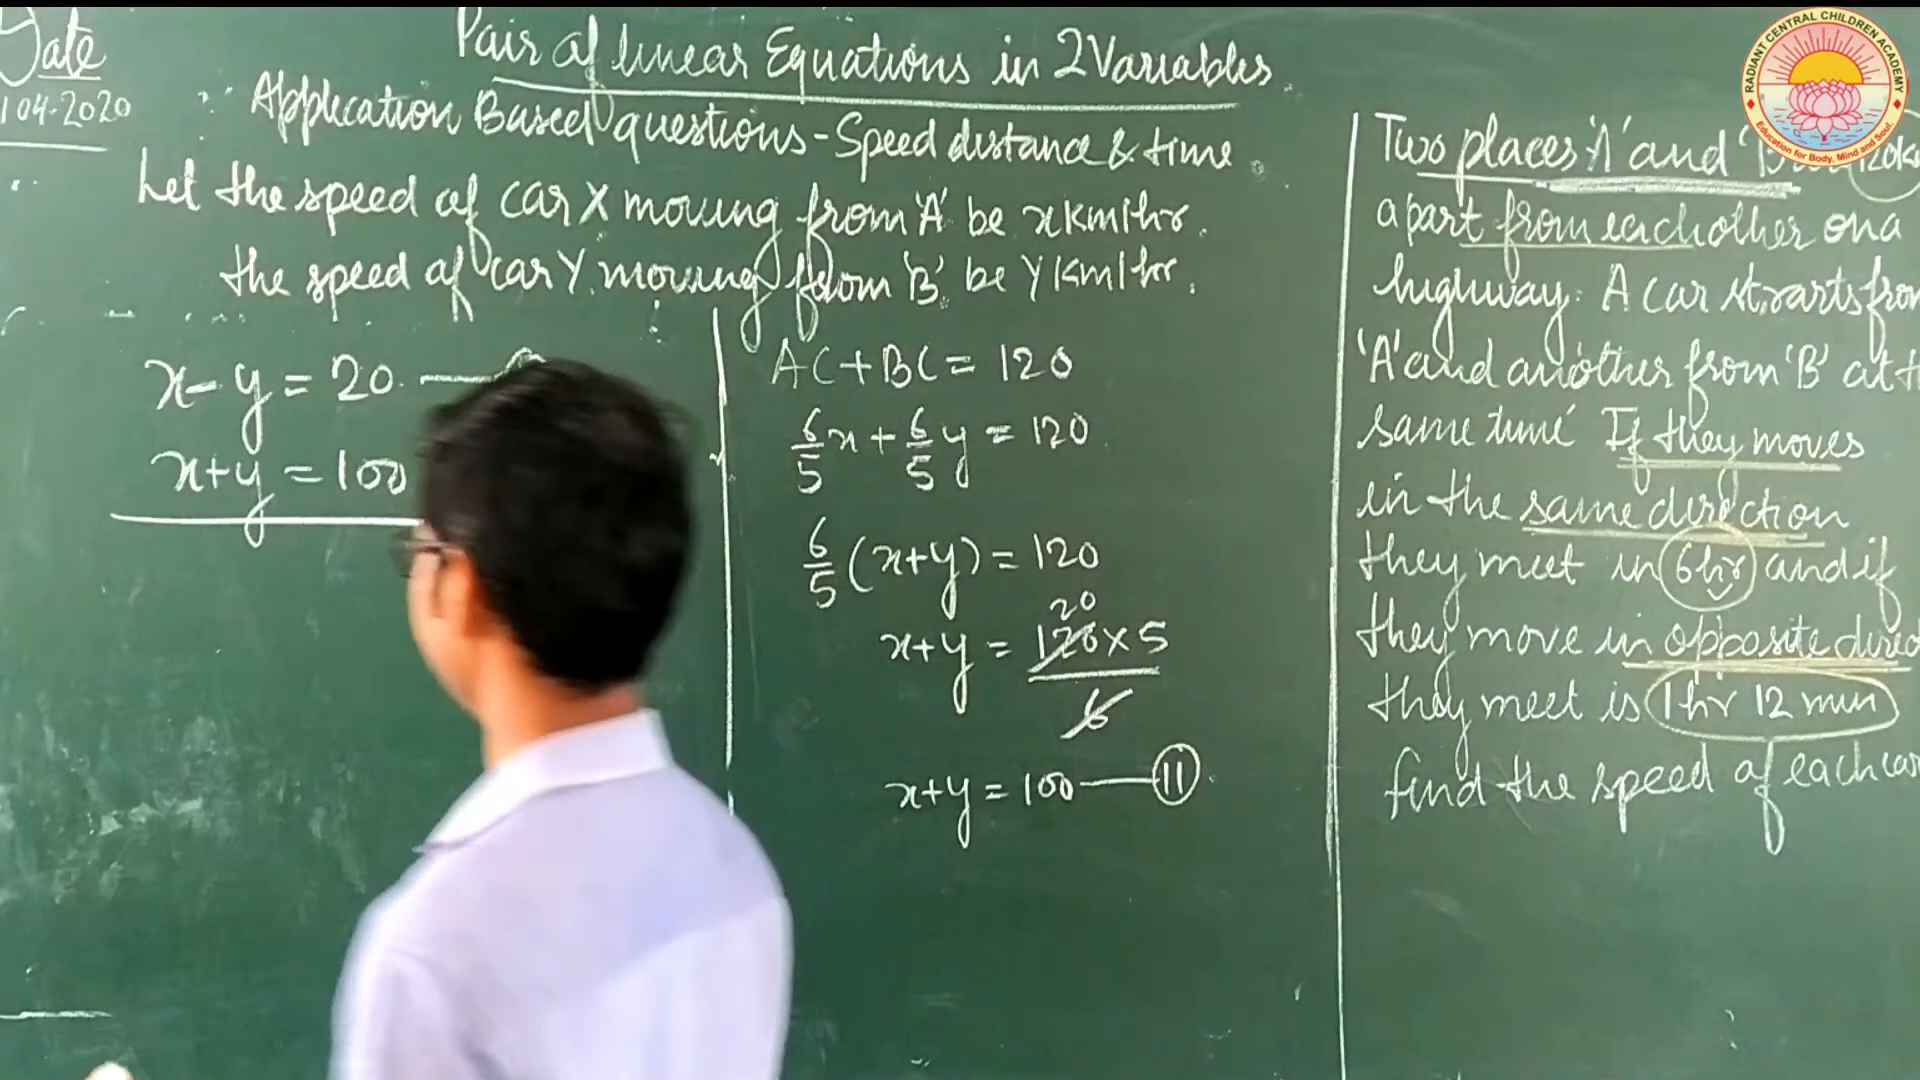 Date
104-2020
Pair of linear Equations in 2 Variables
Application Based questions - Speed distance & time
Let the speed of car X moving from 'A' be x km/hr.
the speed of car Y moving from 'B' be Y km/hr.
x - y = 20
x + y = 100
AC + BC = 120
6/5 x + 6/5 y = 120
6/5 (x + y) = 120
20
x + y = 120 × 5 / 6
x + y = 100 — II
Two places 'A' and
apart from each other on a
highway. A car starts from
'A' and another from 'B' at
same time If they moves
in the same direction
they meet in 6 hr and if
they move in opposite
they meet is 1 hr 12 min
find the speed of each car
RADIANT CENTRAL CHILDREN ACADEMY
Education for Body, Mind and Soul.